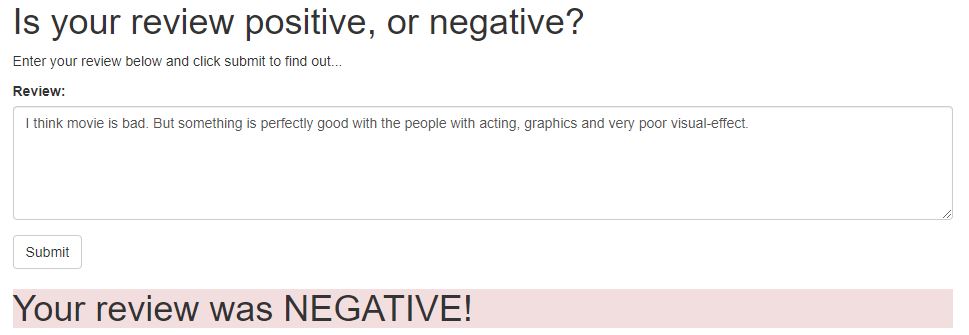 Is your review positive, or negative?
Enter your review below and click submit to find out...
Review:
I think movie is bad. But something is perfectly good with the people with acting, graphics and very poor visual-effect.
Submit
Your review was NEGATIVE!